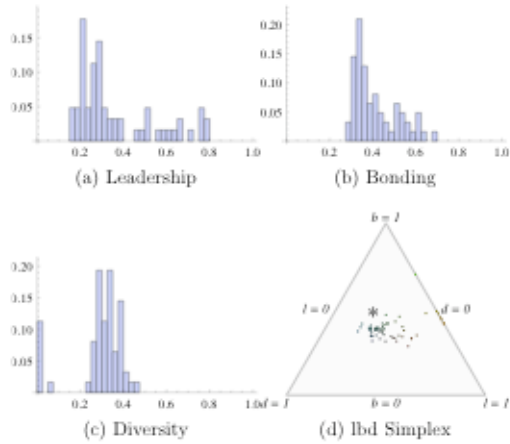 0.15
0.10
0.05
0.2 0.4 0.6 0.8 1.0
(a) Leadership
0.20
0.15
0.10
0.05
0.2 0.4 0.6 0.8 1.0
(b) Bonding
0.20
0.15
0.10
0.05
0.2 0.4 0.6 0.8 1.0
(c) Diversity
b = 1
l = 0
d = 0
d = 1
b = 0
l = 1
(d) lbd Simplex